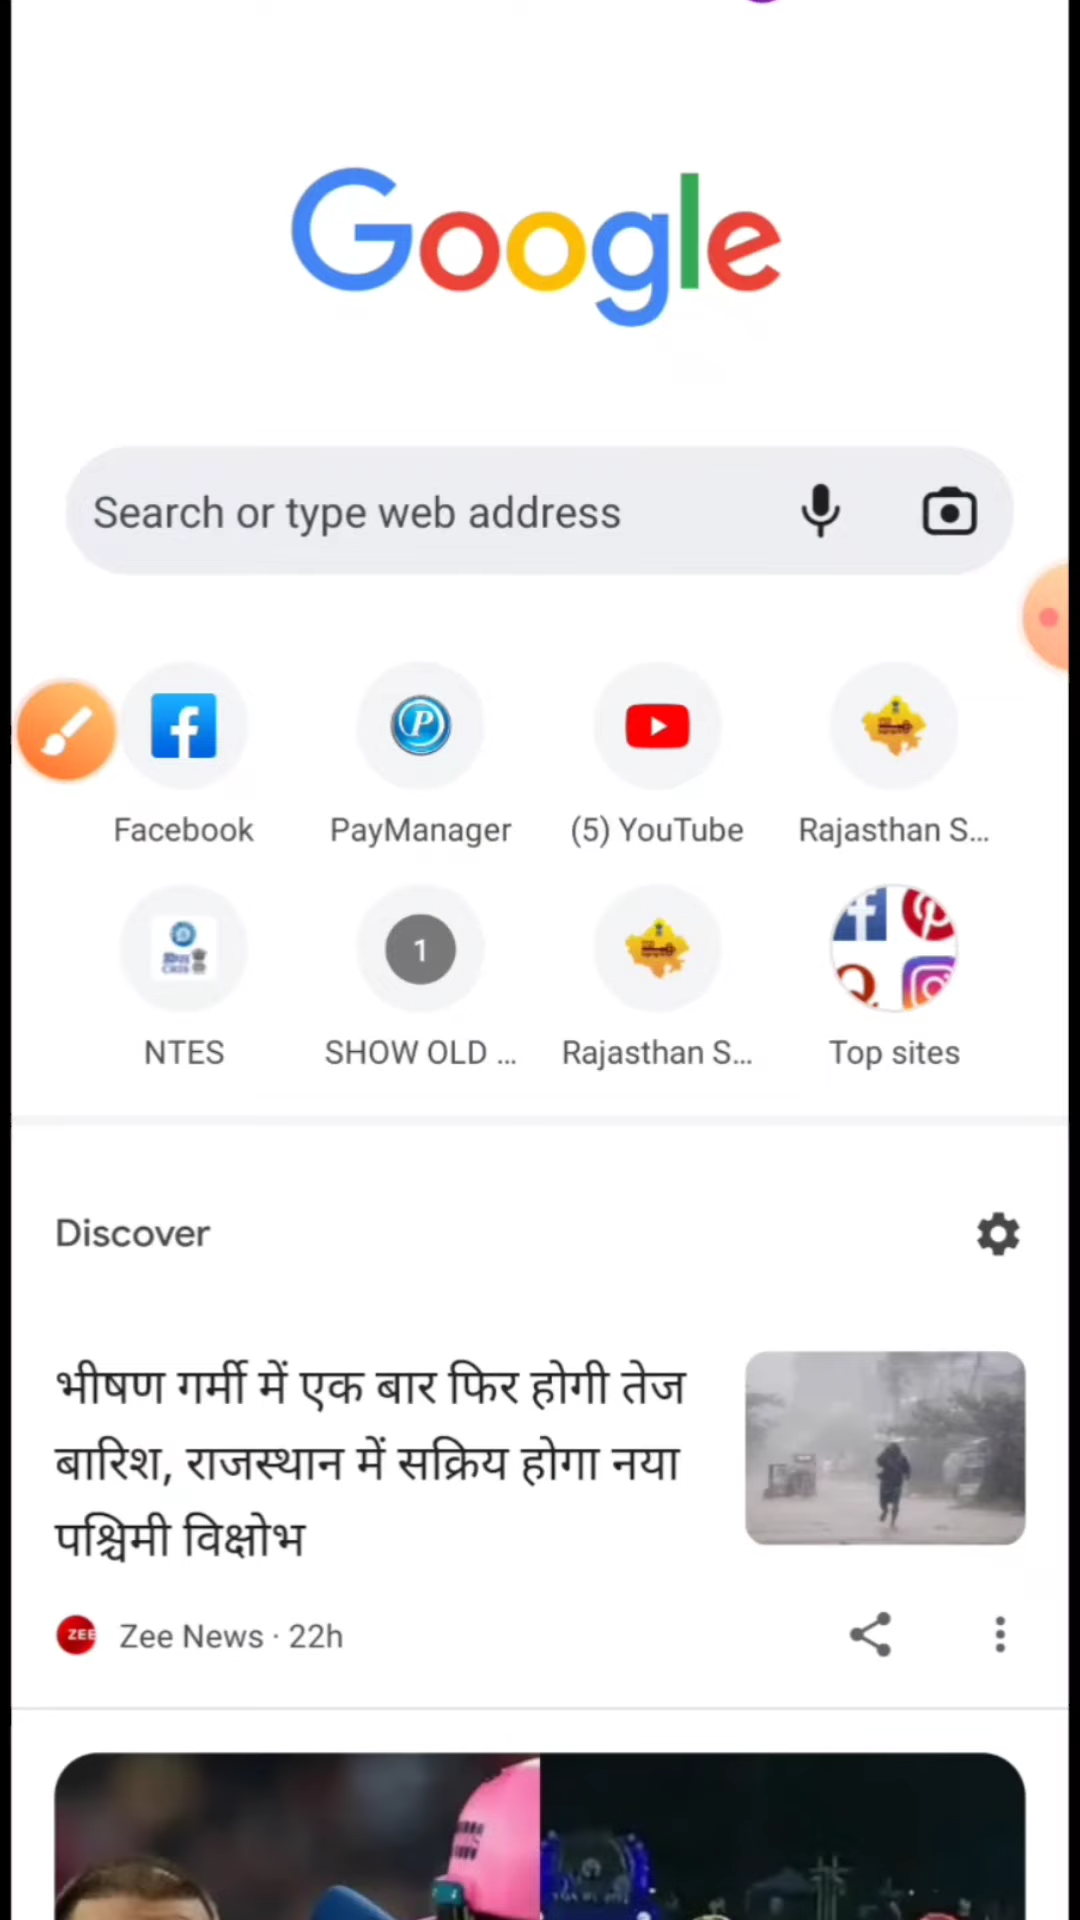 Google
Search or type web address
Facebook
PayManager
(5) YouTube
Rajasthan S...
1
NTES
SHOW OLD ...
Rajasthan S...
Top sites
Discover
भीषण गर्मी में एक बार फिर होगी तेज
बारिश, राजस्थान में सक्रिय होगा नया
पश्चिमी विक्षोभ
ZEE
Zee News · 22h